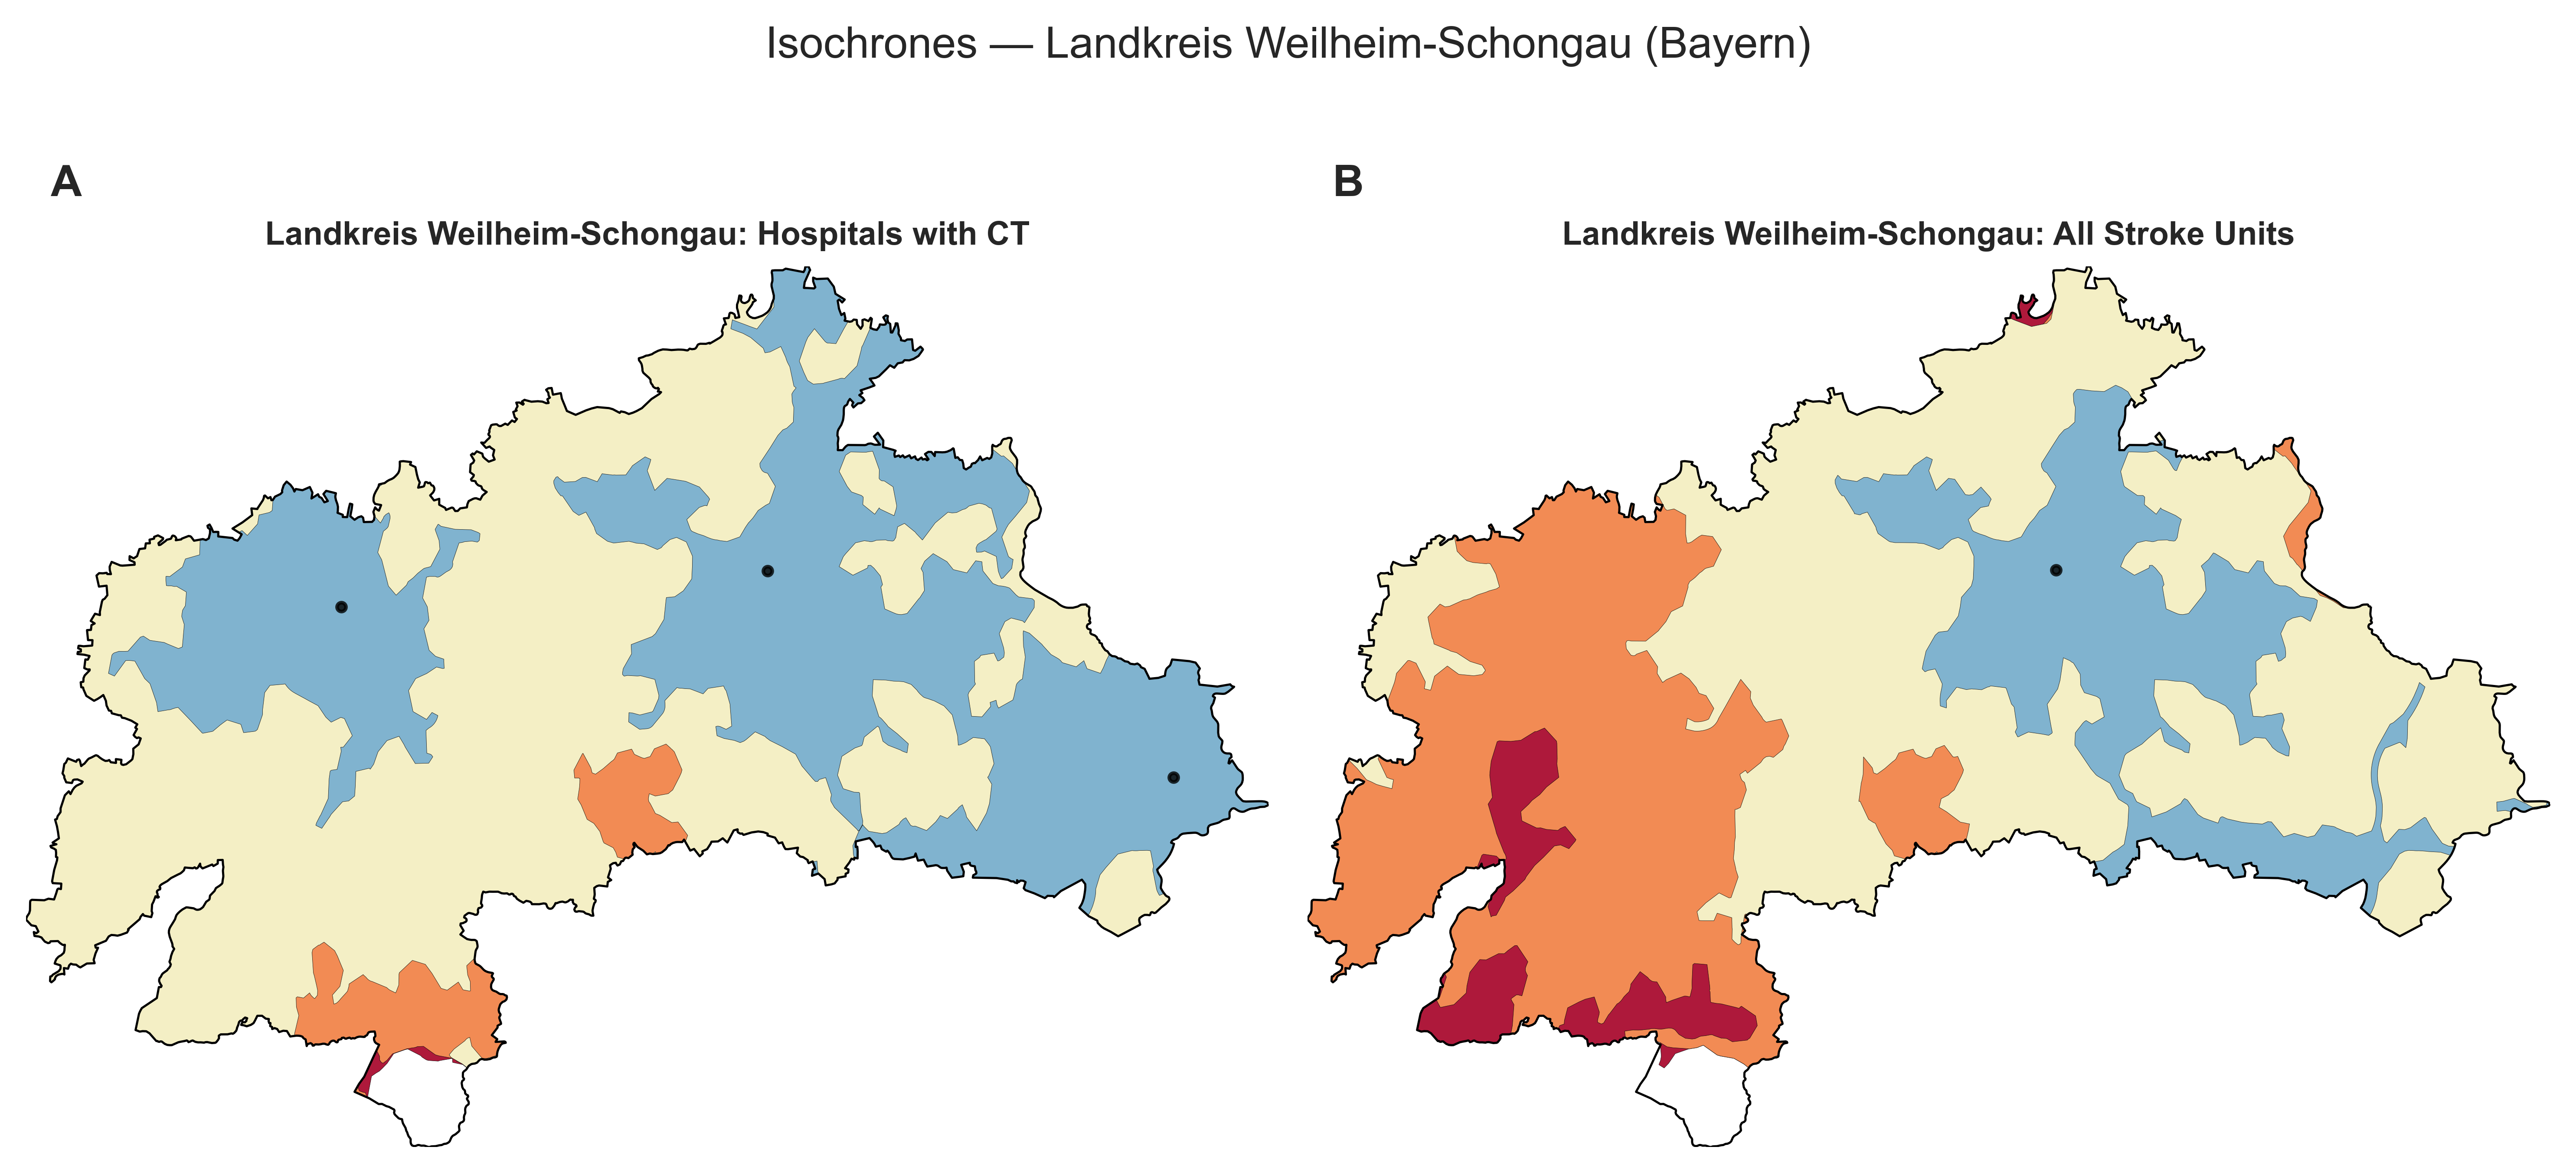 Isochrones — Landkreis Weilheim-Schongau (Bayern)
A
B
Landkreis Weilheim-Schongau: Hospitals with CT
Landkreis Weilheim-Schongau: All Stroke Units